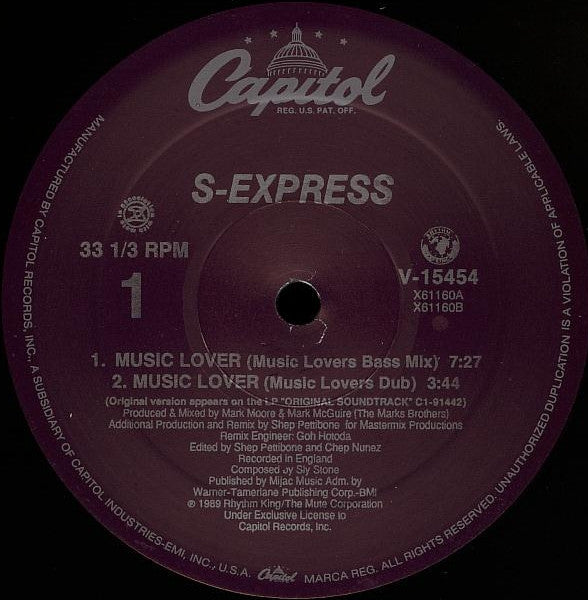 Capitol
REG. U.S. PAT. OFF.
S-EXPRESS
33 1/3 RPM
1
V-15454
X61160A
X61160B
1. MUSIC LOVER (Music Lovers Bass Mix) 7:27
2. MUSIC LOVER (Music Lovers Dub) 3:44
(Original version appears on the LP "ORIGINAL SOUNDTRACK" C1-91442)
Produced & Mixed by Mark Moore & Mark McGuire (The Marks Brothers)
Additional Production and Remix by Shep Pettibone for Mastermix Productions
Remix Engineer: Goh Hotoda
Edited by Shep Pettibone and Chep Nunez
Recorded in England
Composed by Sly Stone
Published by Mijac Music Adm. by
Warner-Tamerlane Publishing Corp.-BMI
℗ 1989 Rhythm King/The Mute Corporation
Under Exclusive License to
Capitol Records, Inc.
MANUFACTURED BY CAPITOL RECORDS, INC., A SUBSIDIARY OF CAPITOL INDUSTRIES-EMI, INC., U.S.A. Capitol MARCA REG. ALL RIGHTS RESERVED. UNAUTHORIZED DUPLICATION IS A VIOLATION OF APPLICABLE LAWS.